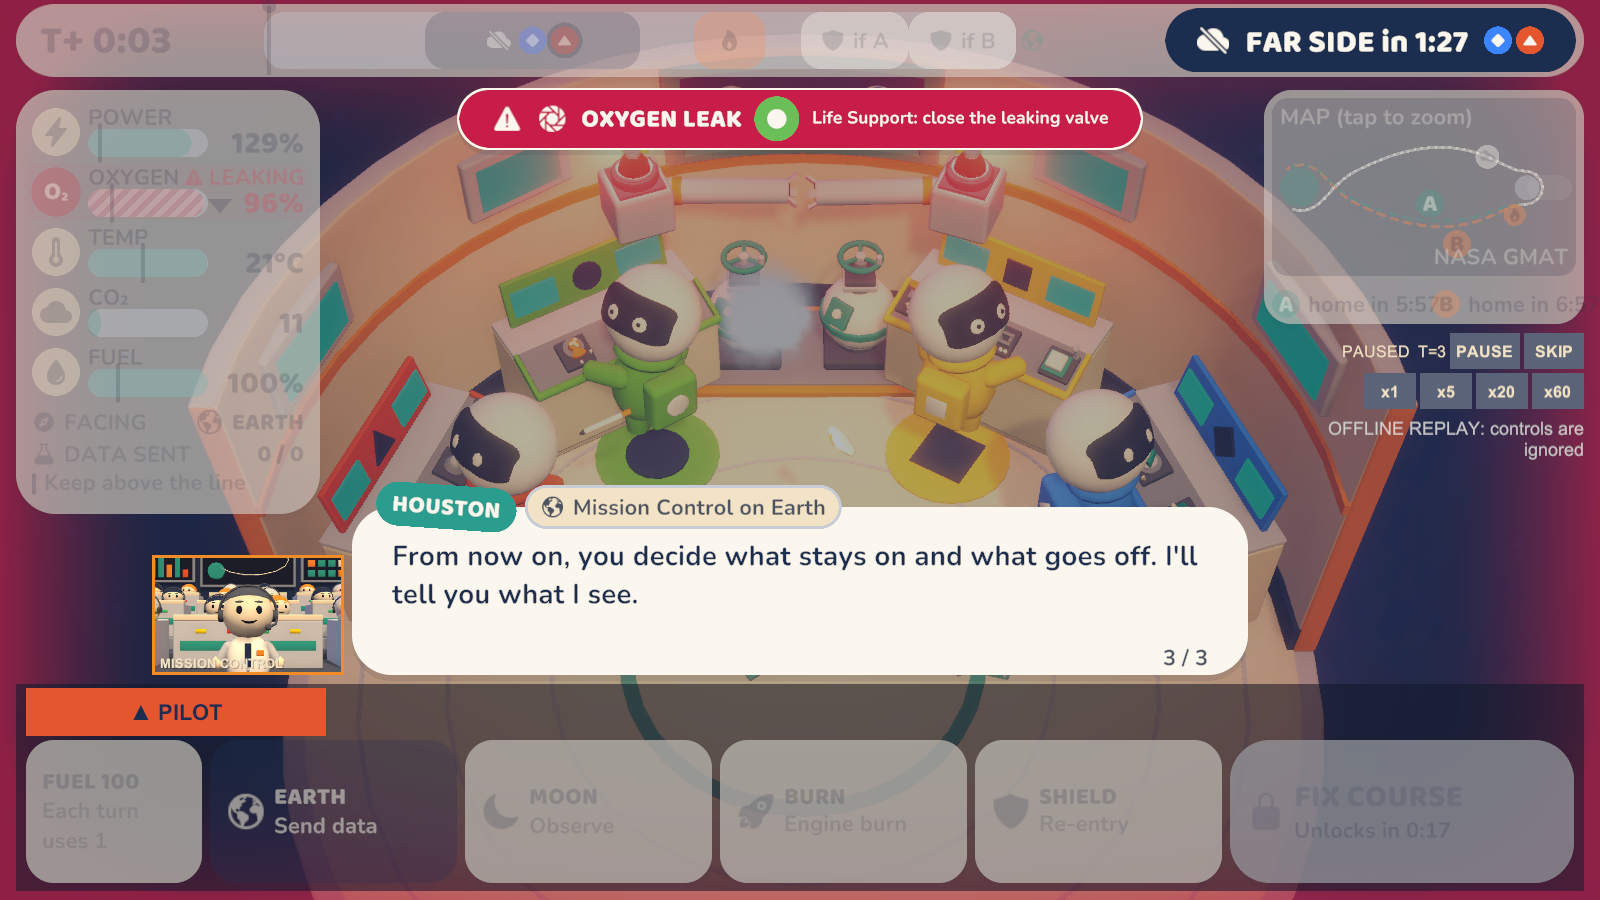 T+ 0:03
if A
if B
FAR SIDE in 1:27
OXYGEN LEAK
Life Support: close the leaking valve
POWER
129%
O₂
OXYGEN
LEAKING
96%
TEMP
21°C
CO₂
11
FUEL
100%
FACING
EARTH
DATA SENT
0 / 0
Keep above the line
MAP (tap to zoom)
A
B
NASA GMAT
A home in 5:57
B home in 6:5
PAUSED T=3
PAUSE
SKIP
x1
x5
x20
x60
OFFLINE REPLAY: controls are
ignored
HOUSTON
Mission Control on Earth
From now on, you decide what stays on and what goes off. I'll
tell you what I see.
3 / 3
MISSION CONTROL
▲ PILOT
FUEL 100
Each turn
uses 1
EARTH
Send data
MOON
Observe
BURN
Engine burn
SHIELD
Re-entry
FIX COURSE
Unlocks in 0:17